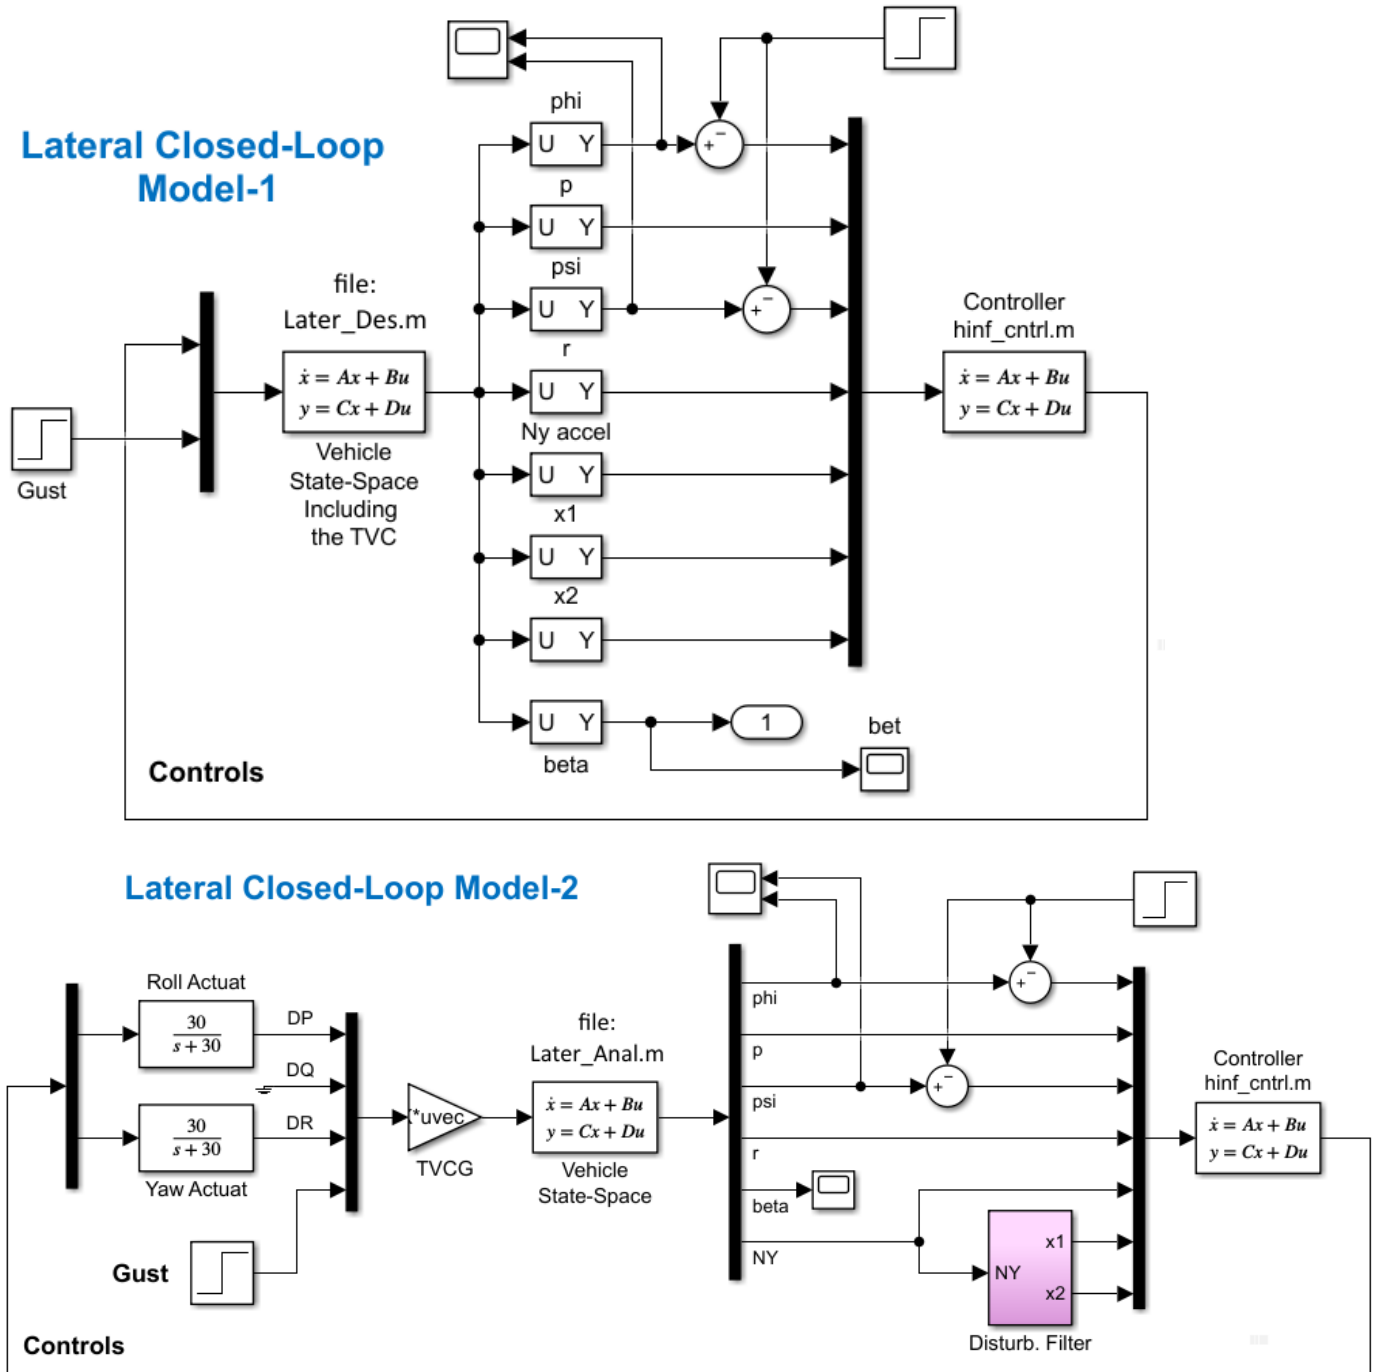 phi
Lateral Closed-Loop
Model-1
U Y
+ −
p
U Y
psi
file:
Later_Des.m
U Y
+ −
Controller
hinf_cntrl.m
r
ẋ = Ax + Bu
y = Cx + Du
U Y
ẋ = Ax + Bu
y = Cx + Du
Ny accel
Gust
Vehicle
State-Space
Including
the TVC
U Y
x1
U Y
x2
U Y
U Y
1
bet
beta
Controls
Lateral Closed-Loop Model-2
Roll Actuat
30
s + 30
DP
DQ
30
s + 30
DR
Yaw Actuat
*uvec
TVCG
file:
Later_Anal.m
ẋ = Ax + Bu
y = Cx + Du
Vehicle
State-Space
+ −
phi
p
+ −
psi
r
beta
NY
Controller
hinf_cntrl.m
ẋ = Ax + Bu
y = Cx + Du
x1
NY
x2
Disturb. Filter
Gust
Controls